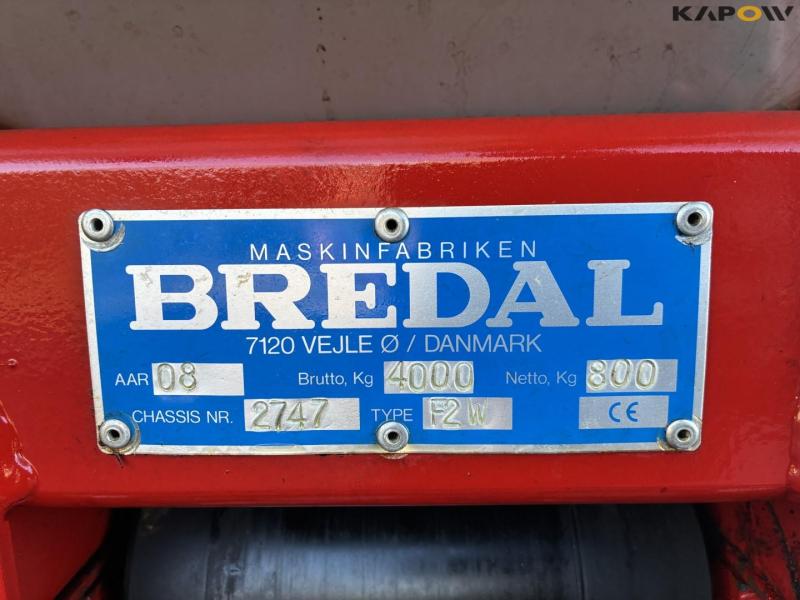 KAPOW
MASKINFABRIKEN
BREDAL
7120 VEJLE Ø / DANMARK
AAR 08 Brutto, Kg 4000 Netto, Kg 800
CHASSIS NR. 2747 TYPE F2W CE